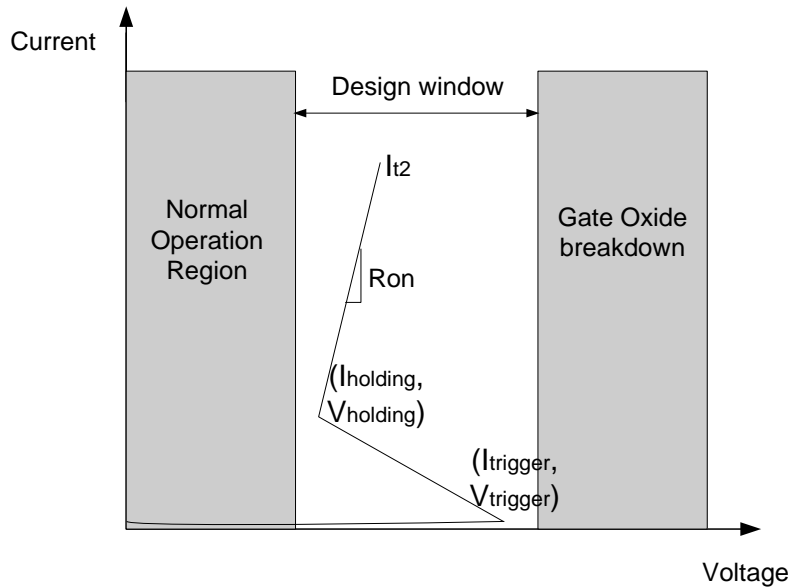 Current
Design window
It2
Normal
Operation
Region
Gate Oxide
breakdown
Ron
(Iholding,
Vholding)
(Itrigger,
Vtrigger)
Voltage